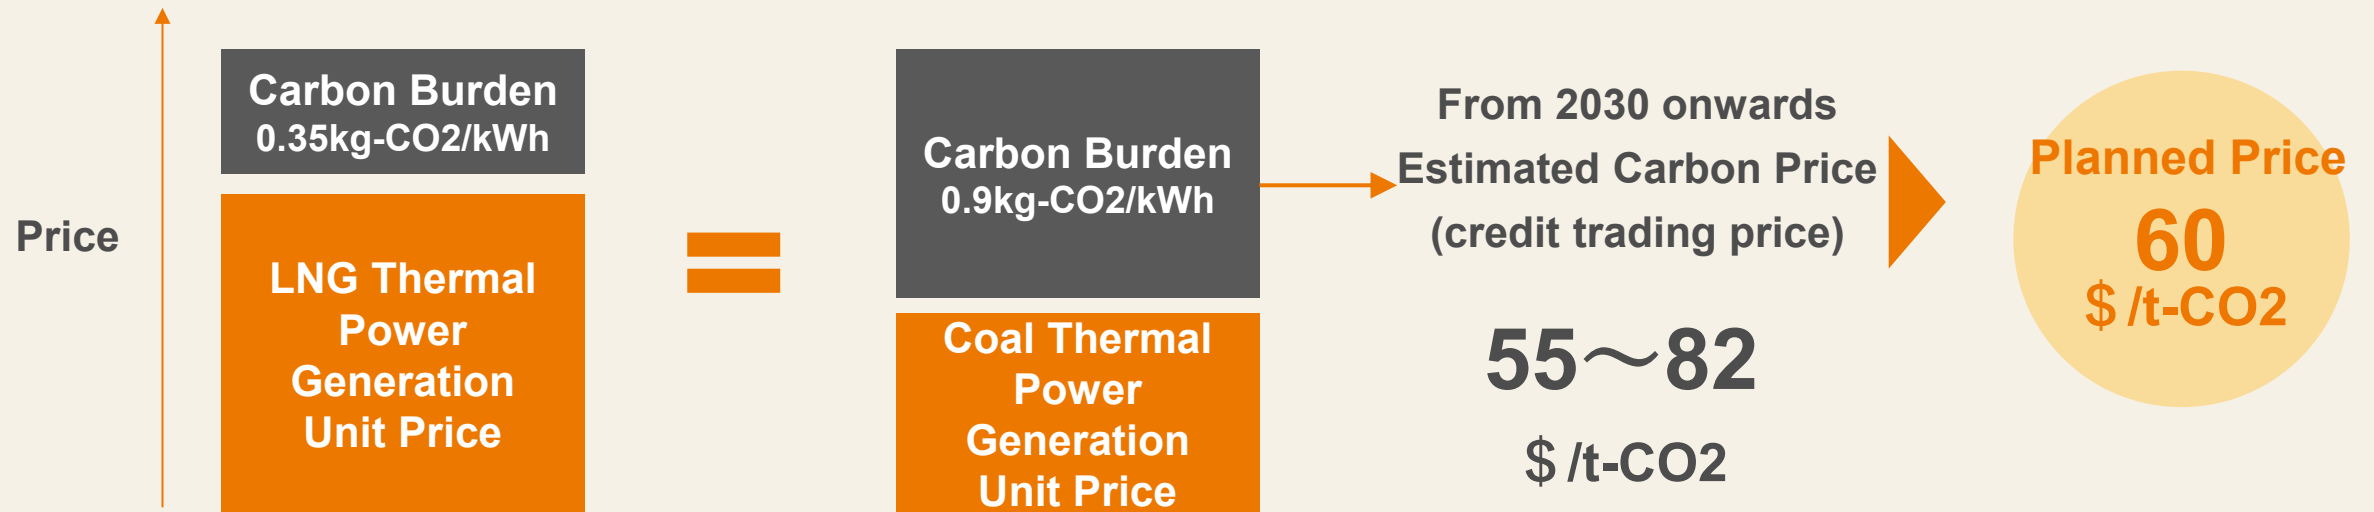 Price
Carbon Burden
0.35kg-CO2/kWh
LNG Thermal
Power
Generation
Unit Price
Carbon Burden
0.9kg-CO2/kWh
Coal Thermal
Power
Generation
Unit Price
From 2030 onwards
Estimated Carbon Price
(credit trading price)
55～82
＄/t-CO2
Planned Price
60
＄/t-CO2